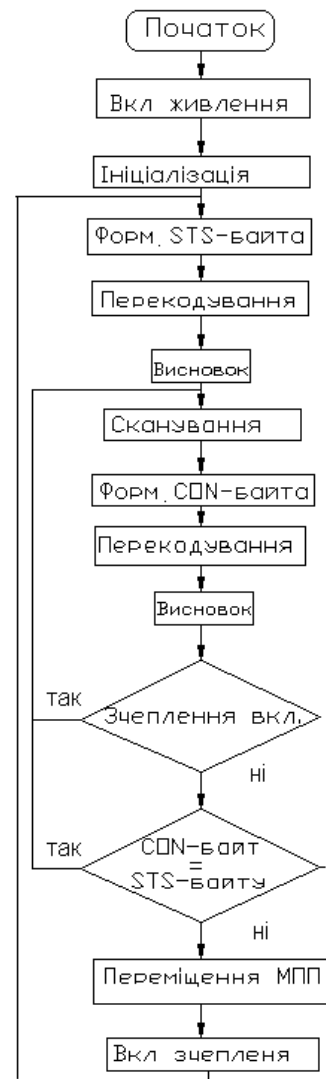 Початок
Вкл живлення
Ініціалізація
Форм. STS-байта
Перекодування
Висновок
Сканування
Форм. CON-байта
Перекодування
Висновок
так
Зчеплення вкл.
ні
так
CON-байт
=
STS-байту
ні
Переміщення МПП
Вкл зчепленя